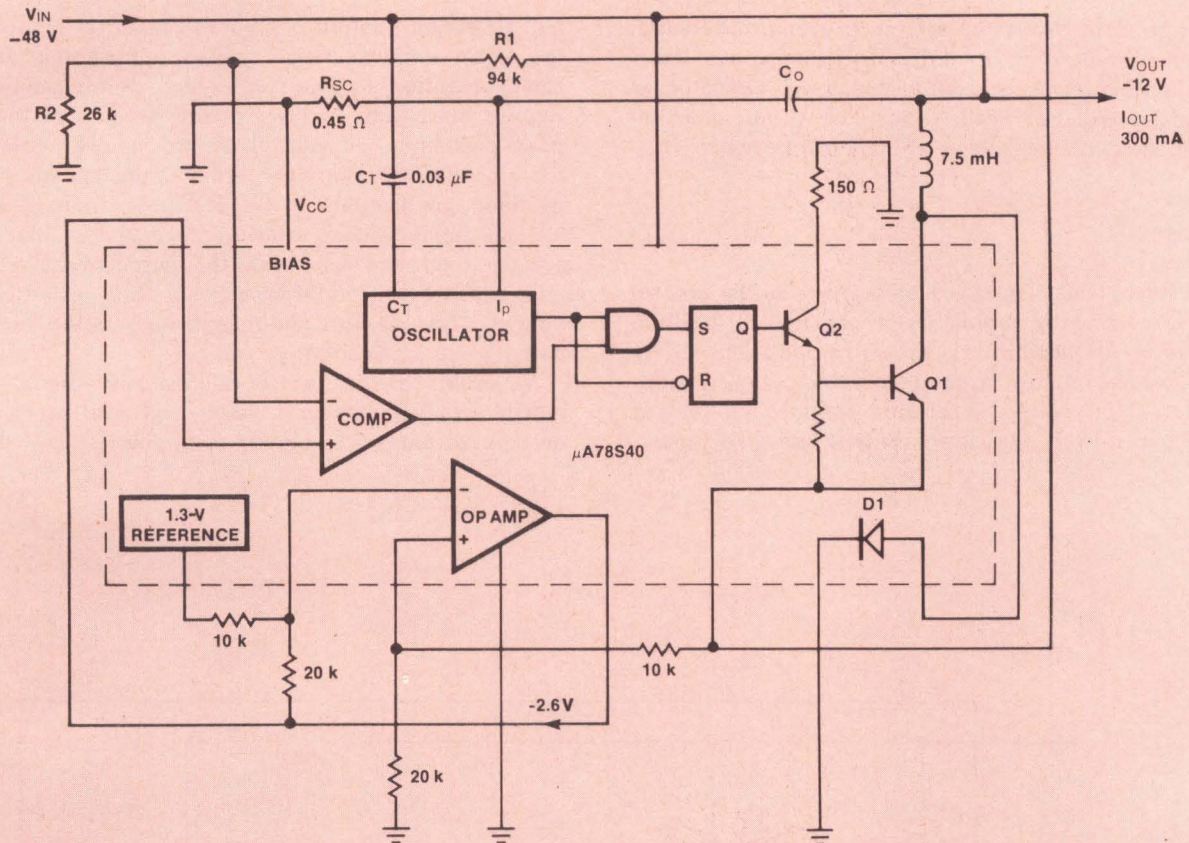 VIN
−48 V
R1
94 k
RSC
0.45 Ω
CO
VOUT
−12 V
IOUT
300 mA
R2
26 k
CT
0.03 µF
VCC
150 Ω
7.5 mH
BIAS
CT
IP
OSCILLATOR
S
Q
R
Q2
Q1
−
COMP
+
µA78S40
1.3-V
REFERENCE
−
OP AMP
+
D1
10 k
20 k
10 k
-2.6V
20 k